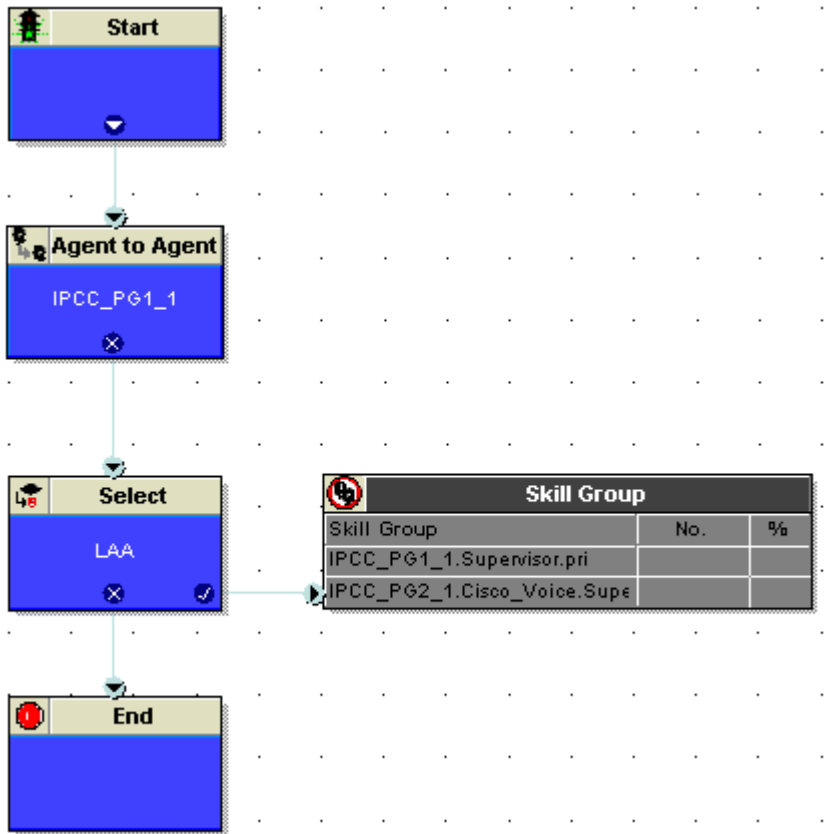 Start
Agent to Agent
IPCC_PG1_1
Select
LAA
Skill Group
Skill Group No. %
IPCC_PG1_1.Supervisor.pri
IPCC_PG2_1.Cisco_Voice.Supe
End